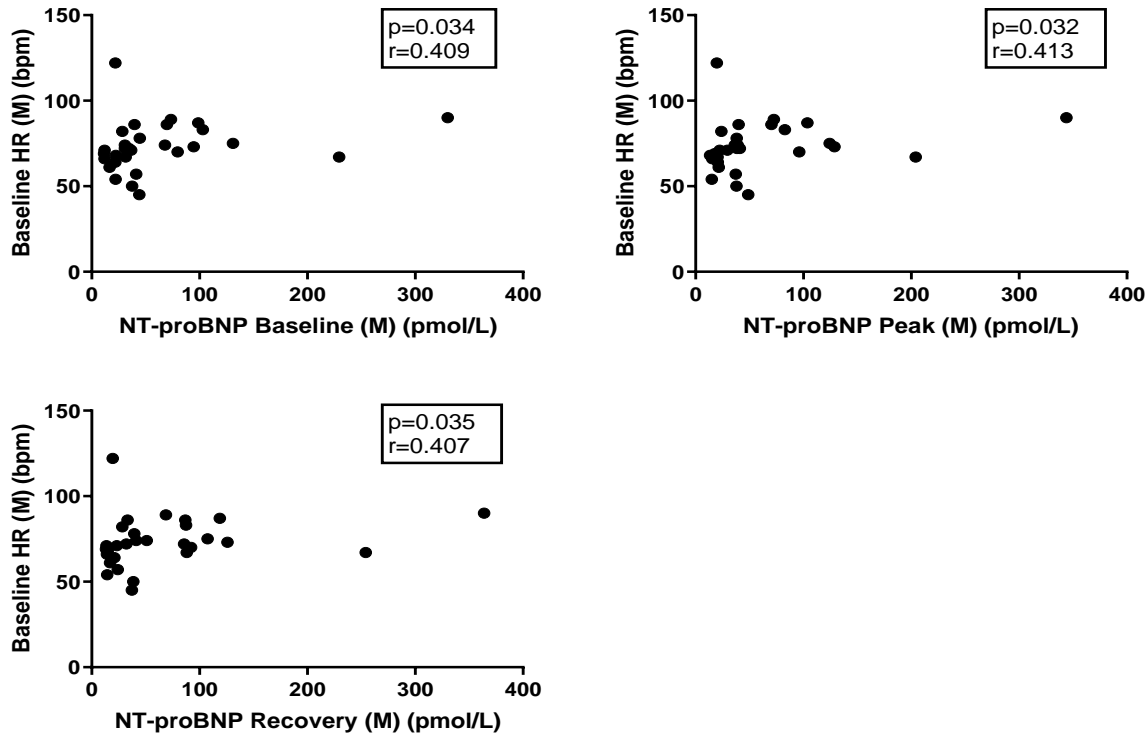 p=0.034
r=0.409
Baseline HR (M) (bpm)
150
100
50
0
0 100 200 300 400
NT-proBNP Baseline (M) (pmol/L)
p=0.032
r=0.413
Baseline HR (M) (bpm)
150
100
50
0
0 100 200 300 400
NT-proBNP Peak (M) (pmol/L)
p=0.035
r=0.407
Baseline HR (M) (bpm)
150
100
50
0
0 100 200 300 400
NT-proBNP Recovery (M) (pmol/L)